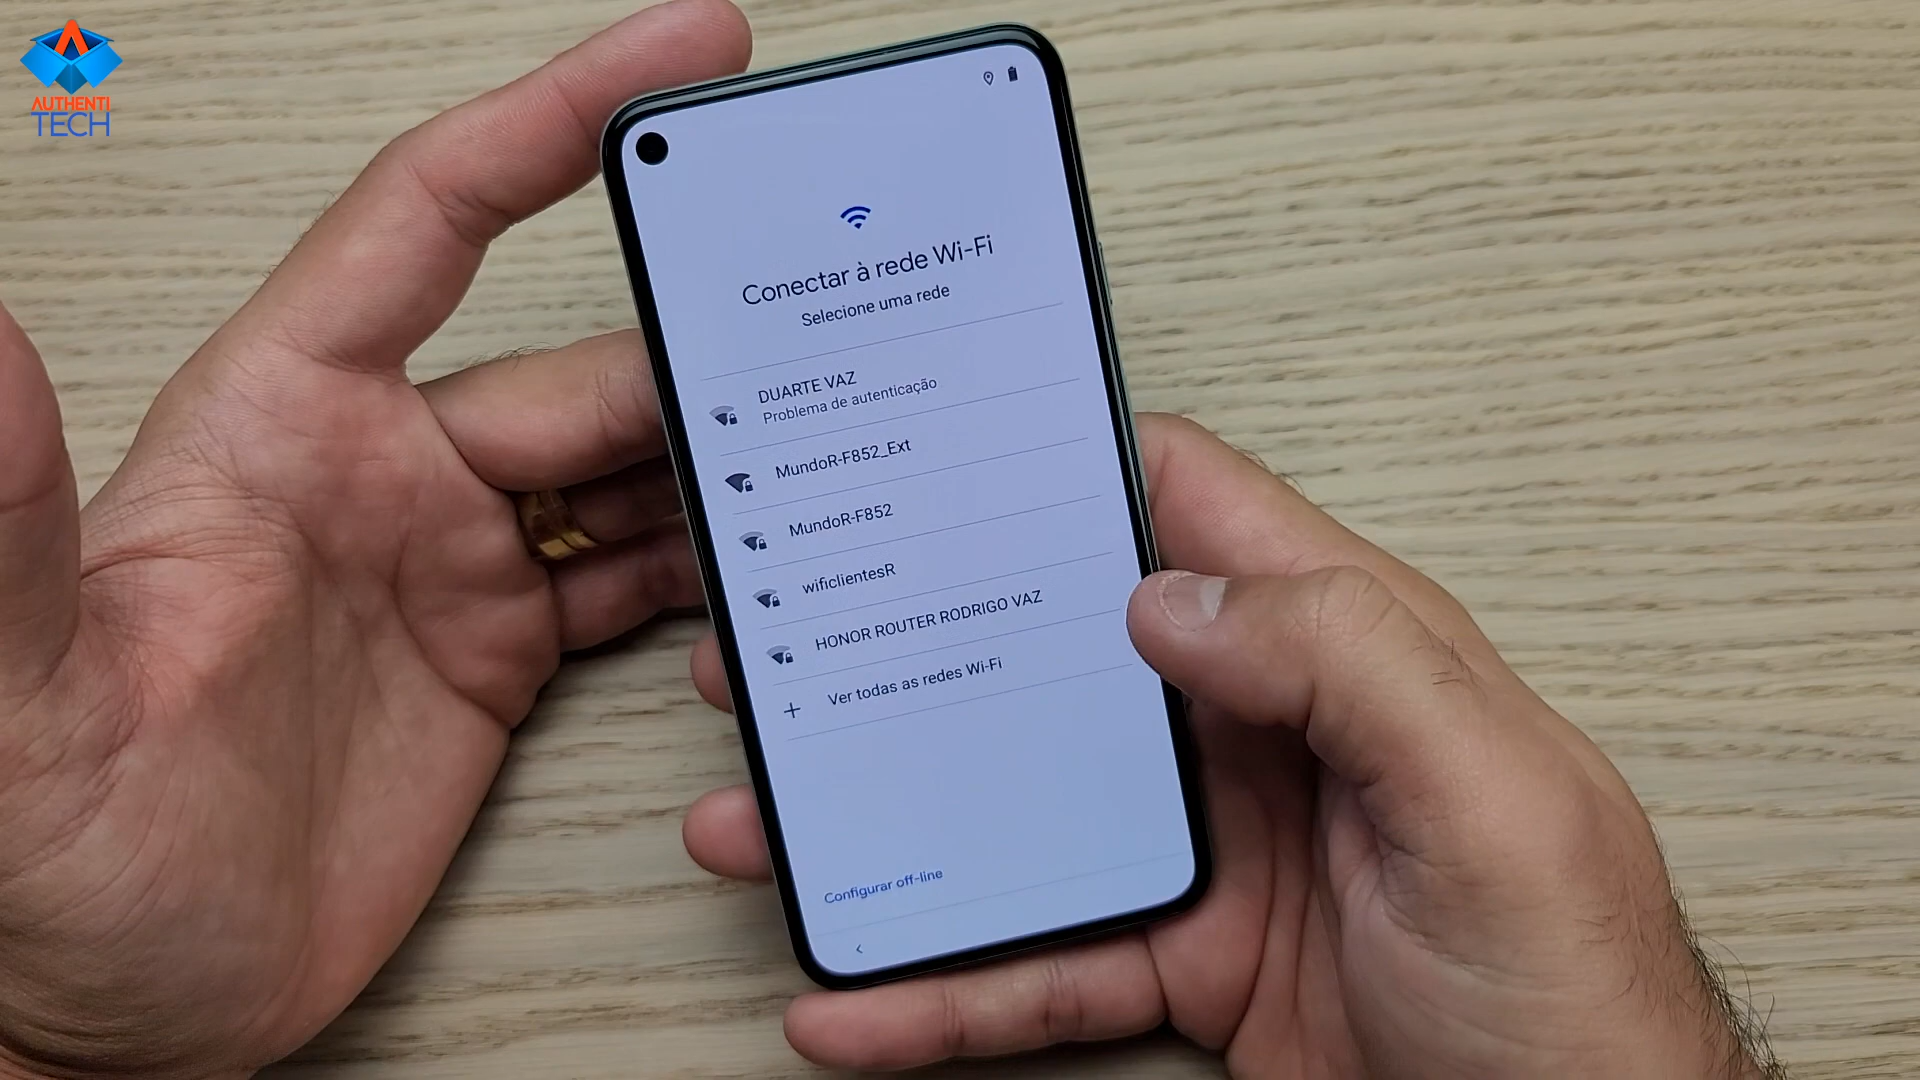 AUTHENTI
TECH
Conectar à rede Wi-Fi
Selecione uma rede
DUARTE VAZ
Problema de autenticação
MundoR-F852_Ext
MundoR-F852
wificlientesR
HONOR ROUTER RODRIGO VAZ
Ver todas as redes Wi-Fi
Configurar off-line